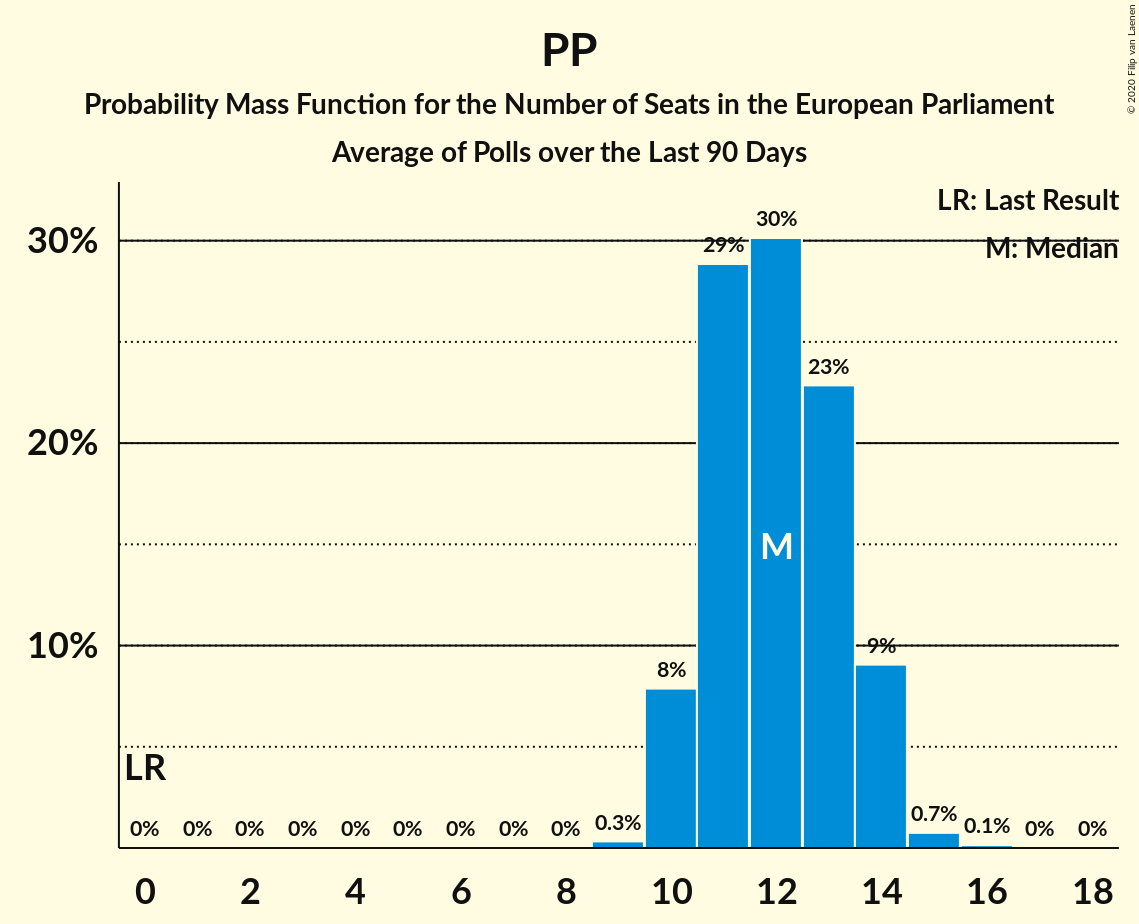 PP
Probability Mass Function for the Number of Seats in the European Parliament
Average of Polls over the Last 90 Days
© 2020 Filip van Laenen
LR: Last Result
M: Median
30%
20%
10%
30%
29%
23%
M
9%
8%
LR
0% 0% 0% 0% 0% 0% 0% 0% 0% 0.3% 0.7% 0.1% 0% 0%
0 2 4 6 8 10 12 14 16 18